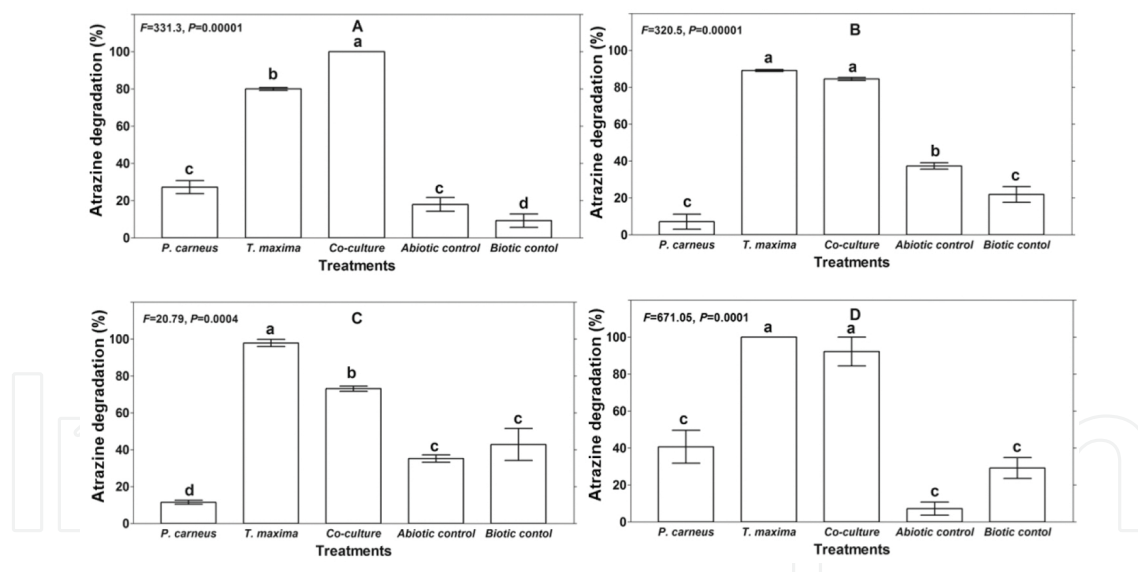 F=331.3, P=0.00001
A
Atrazine degradation (%)
100
80
60
40
20
0
c
b
a
c
d
P. carneus T. maxima Co-culture Abiotic control Biotic contol
Treatments
F=320.5, P=0.00001
B
Atrazine degradation (%)
100
80
60
40
20
0
c
a
a
b
c
P. carneus T. maxima Co-culture Abiotic control Biotic contol
Treatments
F=20.79, P=0.0004
C
Atrazine degradation (%)
100
80
60
40
20
0
d
a
b
c
c
P. carneus T. maxima Co-culture Abiotic control Biotic contol
Treatments
F=671.05, P=0.0001
D
Atrazine degradation (%)
100
80
60
40
20
0
c
a
a
c
c
P. carneus T. maxima Co-culture Abiotic control Biotic contol
Treatments